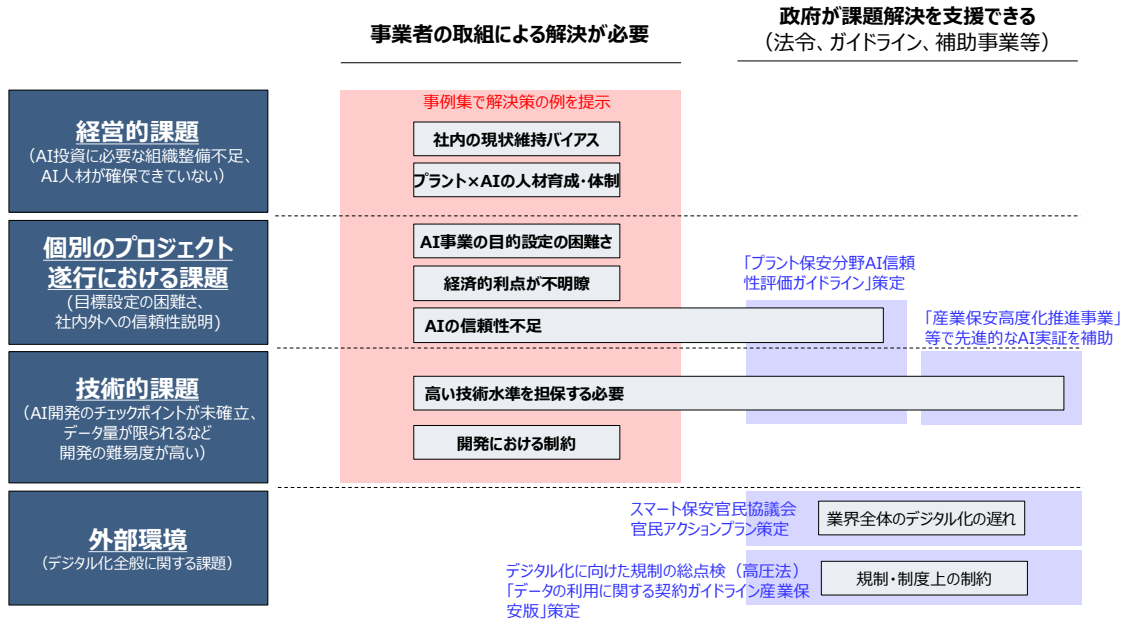 事業者の取組による解決が必要
政府が課題解決を支援できる
（法令、ガイドライン、補助事業等）
事例集で解決策の例を提示
経営的課題
（AI投資に必要な組織整備不足、
AI人材が確保できていない）
社内の現状維持バイアス
プラント×AIの人材育成・体制
個別のプロジェクト
遂行における課題
（目標設定の困難さ、
社内外への信頼性説明）
AI事業の目的設定の困難さ
経済的利点が不明瞭
AIの信頼性不足
「プラント保安分野AI信頼
性評価ガイドライン」策定
「産業保安高度化推進事業」
等で先進的なAI実証を補助
技術的課題
（AI開発のチェックポイントが未確立、
データ量が限られるなど
開発の難易度が高い）
高い技術水準を担保する必要
開発における制約
外部環境
（デジタル化全般に関する課題）
スマート保安官民協議会
官民アクションプラン策定
業界全体のデジタル化の遅れ
デジタル化に向けた規制の総点検（高圧法）
「データの利用に関する契約ガイドライン産業保
安版」策定
規制・制度上の制約